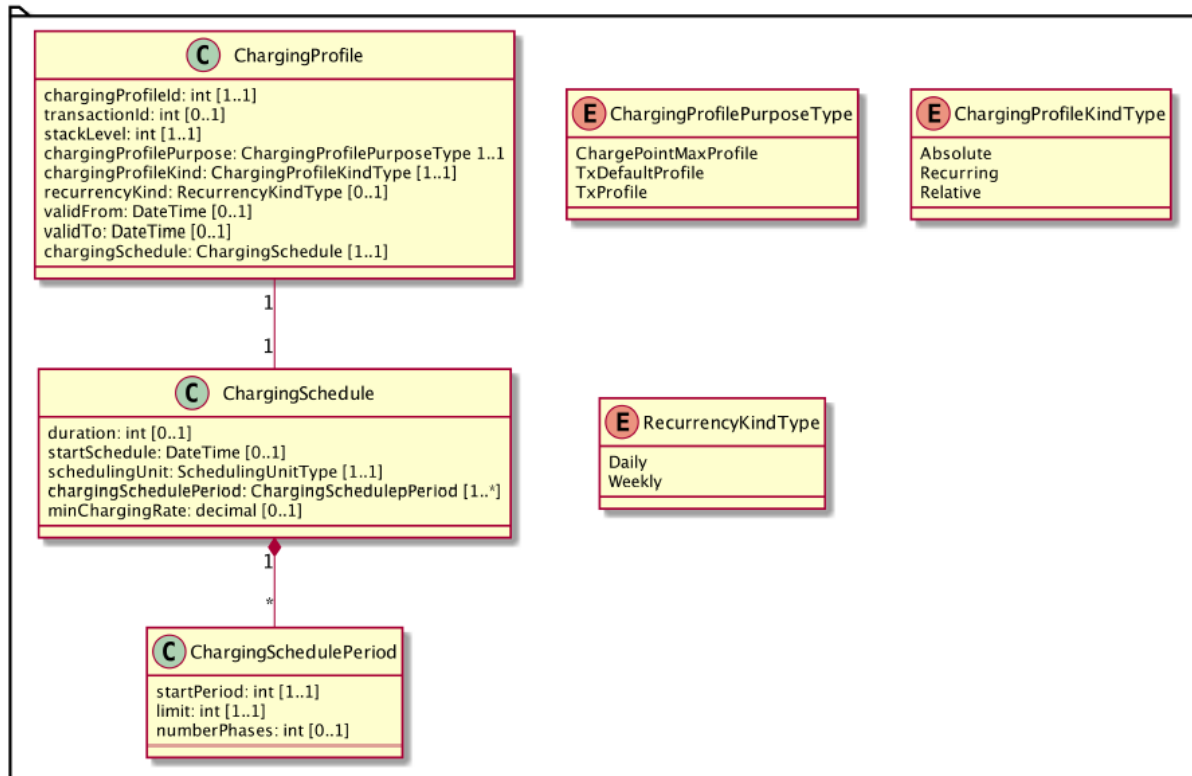 C ChargingProfile
chargingProfileId: int [1..1]
transactionId: int [0..1]
stackLevel: int [1..1]
chargingProfilePurpose: ChargingProfilePurposeType 1..1
chargingProfileKind: ChargingProfileKindType [1..1]
recurrencyKind: RecurrencyKindType [0..1]
validFrom: DateTime [0..1]
validTo: DateTime [0..1]
chargingSchedule: ChargingSchedule [1..1]
E ChargingProfilePurposeType
ChargePointMaxProfile
TxDefaultProfile
TxProfile
E ChargingProfileKindType
Absolute
Recurring
Relative
1
1
C ChargingSchedule
duration: int [0..1]
startSchedule: DateTime [0..1]
schedulingUnit: SchedulingUnitType [1..1]
chargingSchedulePeriod: ChargingSchedulepPeriod [1..*]
minChargingRate: decimal [0..1]
E RecurrencyKindType
Daily
Weekly
1
*
C ChargingSchedulePeriod
startPeriod: int [1..1]
limit: int [1..1]
numberPhases: int [0..1]